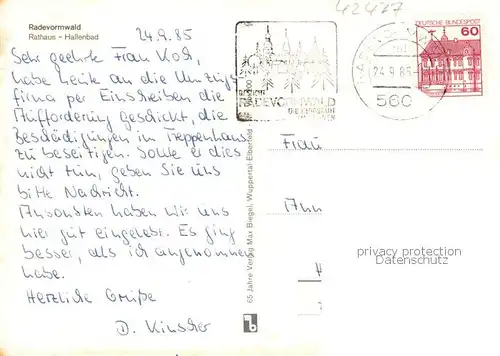 42477
Radevormwald
Rathaus - Hallenbad
24.9.85
Sehr geehrte Frau Koch,
habe heute an die Umzugs-
firma per Einschreiben die
Aufforderung geschickt, die
Beschädigungen im Treppenhaus
zu beseitigen. Sollte er dies
nicht tun, geben Sie uns
bitte Nachricht.
Ansonsten haben wir uns
hier gut eingelebt. Es ging
besser, als ich angenommen
habe.
Herzliche Grüße
D. Kinscher
65 Jahre Verlag Max Biegel, Wuppertal-Elberfeld
RADEVORMWALD
24.9.85
560
DEUTSCHE BUNDESPOST
60
Frau
privacy protection
Datenschutz